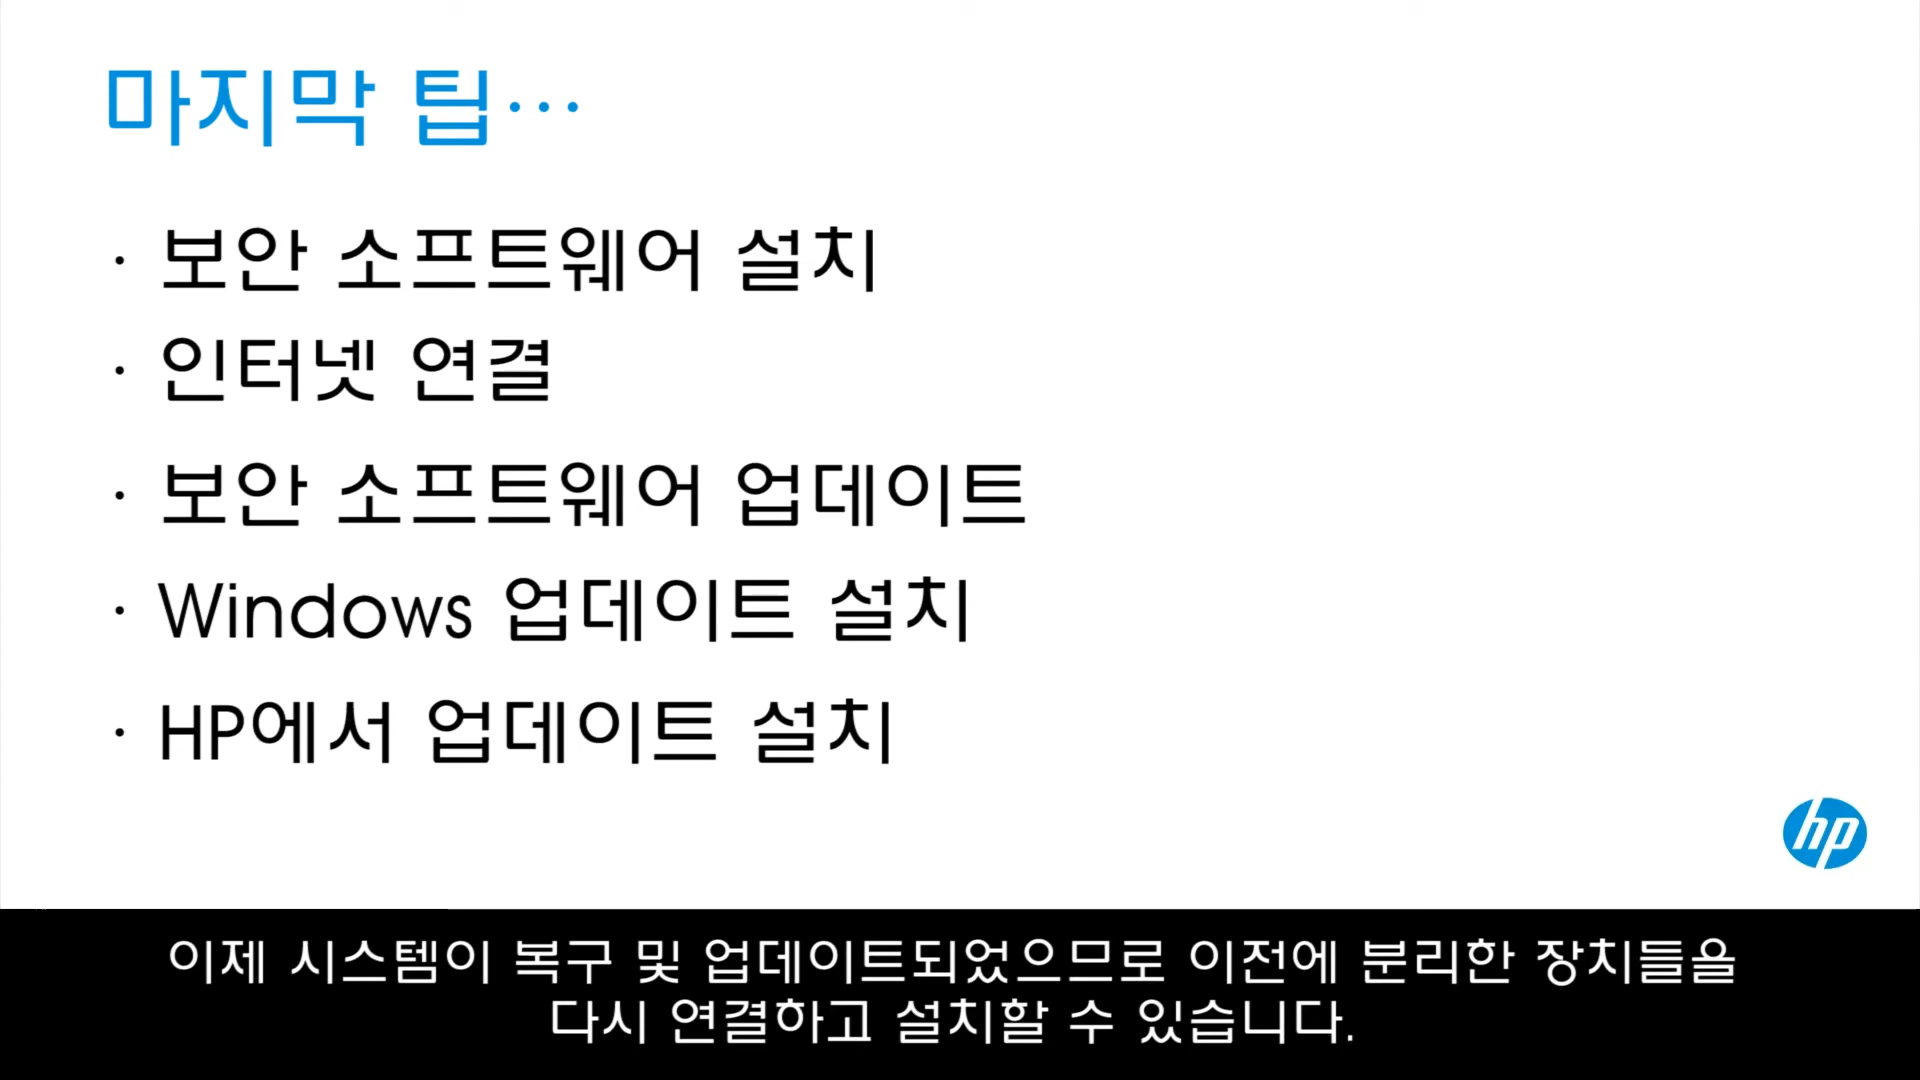 마지막 팁…
· 보안 소프트웨어 설치
· 인터넷 연결
· 보안 소프트웨어 업데이트
· Windows 업데이트 설치
· HP에서 업데이트 설치
hp
이제 시스템이 복구 및 업데이트되었으므로 이전에 분리한 장치들을
다시 연결하고 설치할 수 있습니다.